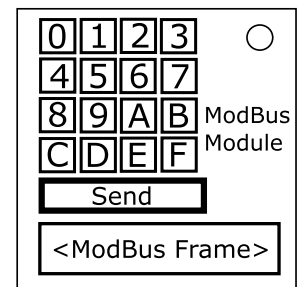 0 1 2 3
4 5 6 7
8 9 A B
C D E F
ModBus
Module
Send
<ModBus Frame>